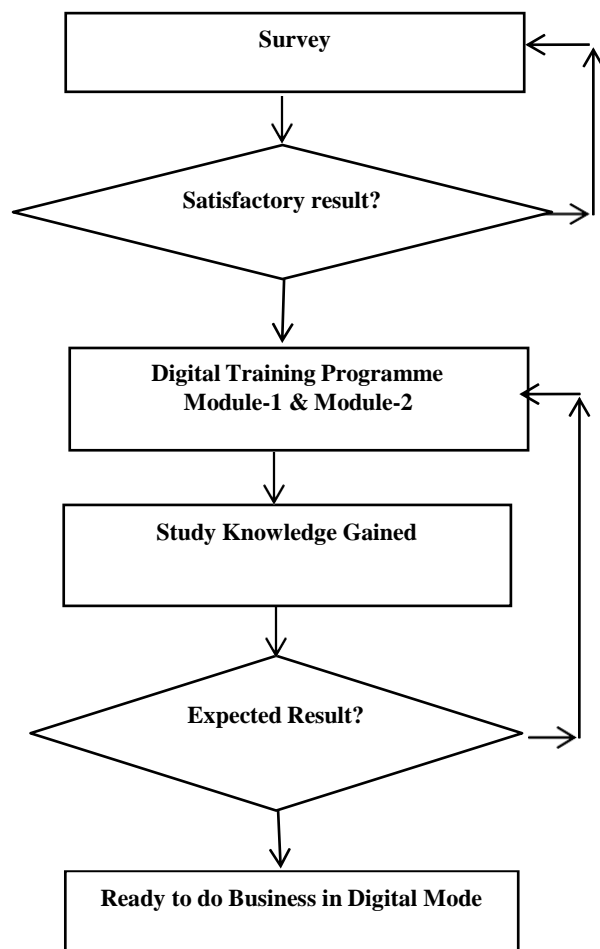 Survey
Satisfactory result?
Digital Training Programme
Module-1 & Module-2
Study Knowledge Gained
Expected Result?
Ready to do Business in Digital Mode